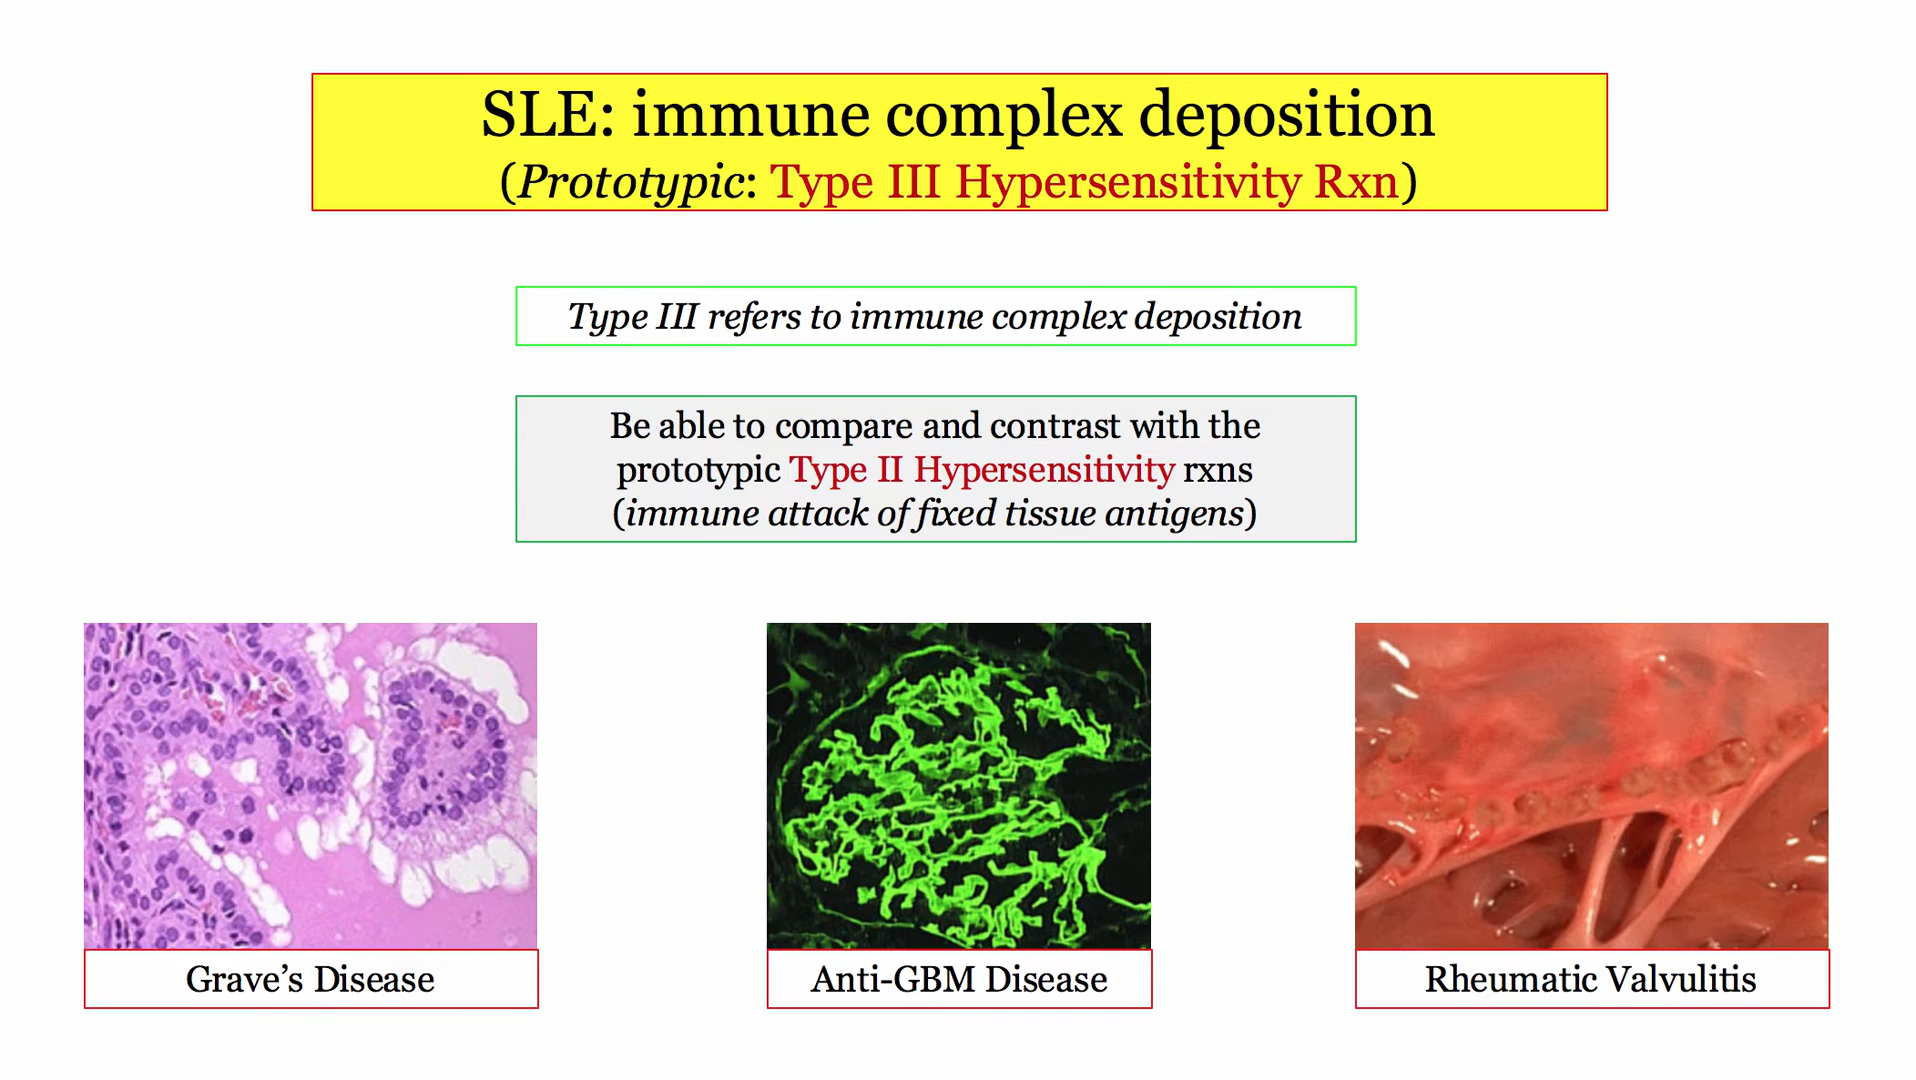 SLE: immune complex deposition
(Prototypic: Type III Hypersensitivity Rxn)
Type III refers to immune complex deposition
Be able to compare and contrast with the
prototypic Type II Hypersensitivity rxns
(immune attack of fixed tissue antigens)
Grave’s Disease
Anti-GBM Disease
Rheumatic Valvulitis